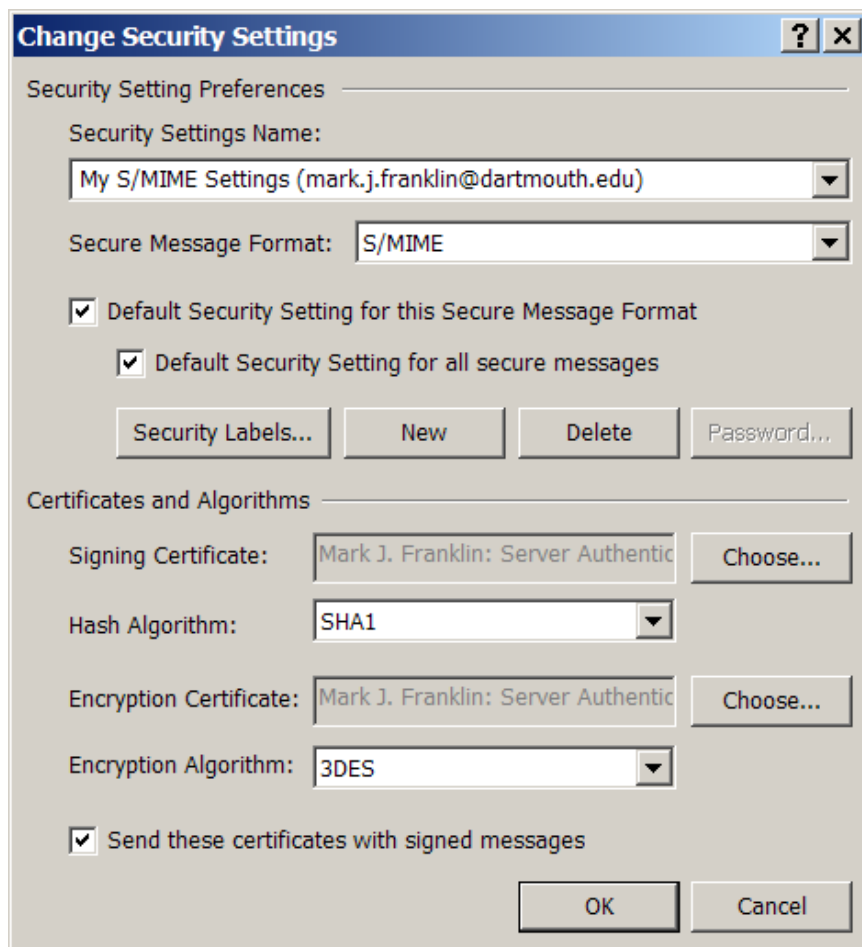 Change Security Settings
Security Setting Preferences
Security Settings Name:
My S/MIME Settings (mark.j.franklin@dartmouth.edu)
Secure Message Format: S/MIME
Default Security Setting for this Secure Message Format
Default Security Setting for all secure messages
Security Labels... New Delete Password...
Certificates and Algorithms
Signing Certificate: Mark J. Franklin: Server Authentic Choose...
Hash Algorithm: SHA1
Encryption Certificate: Mark J. Franklin: Server Authentic Choose...
Encryption Algorithm: 3DES
Send these certificates with signed messages
OK Cancel